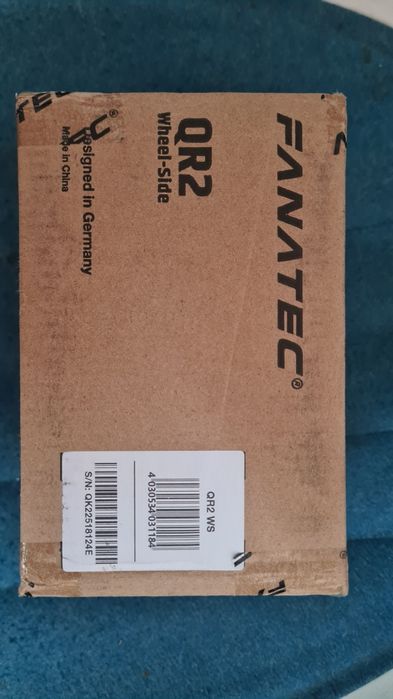 FANATEC®
QR2
Wheel-Side
Designed in Germany
Made in China
QR2 WS
4 030534 031184
S/N: QK22518124E